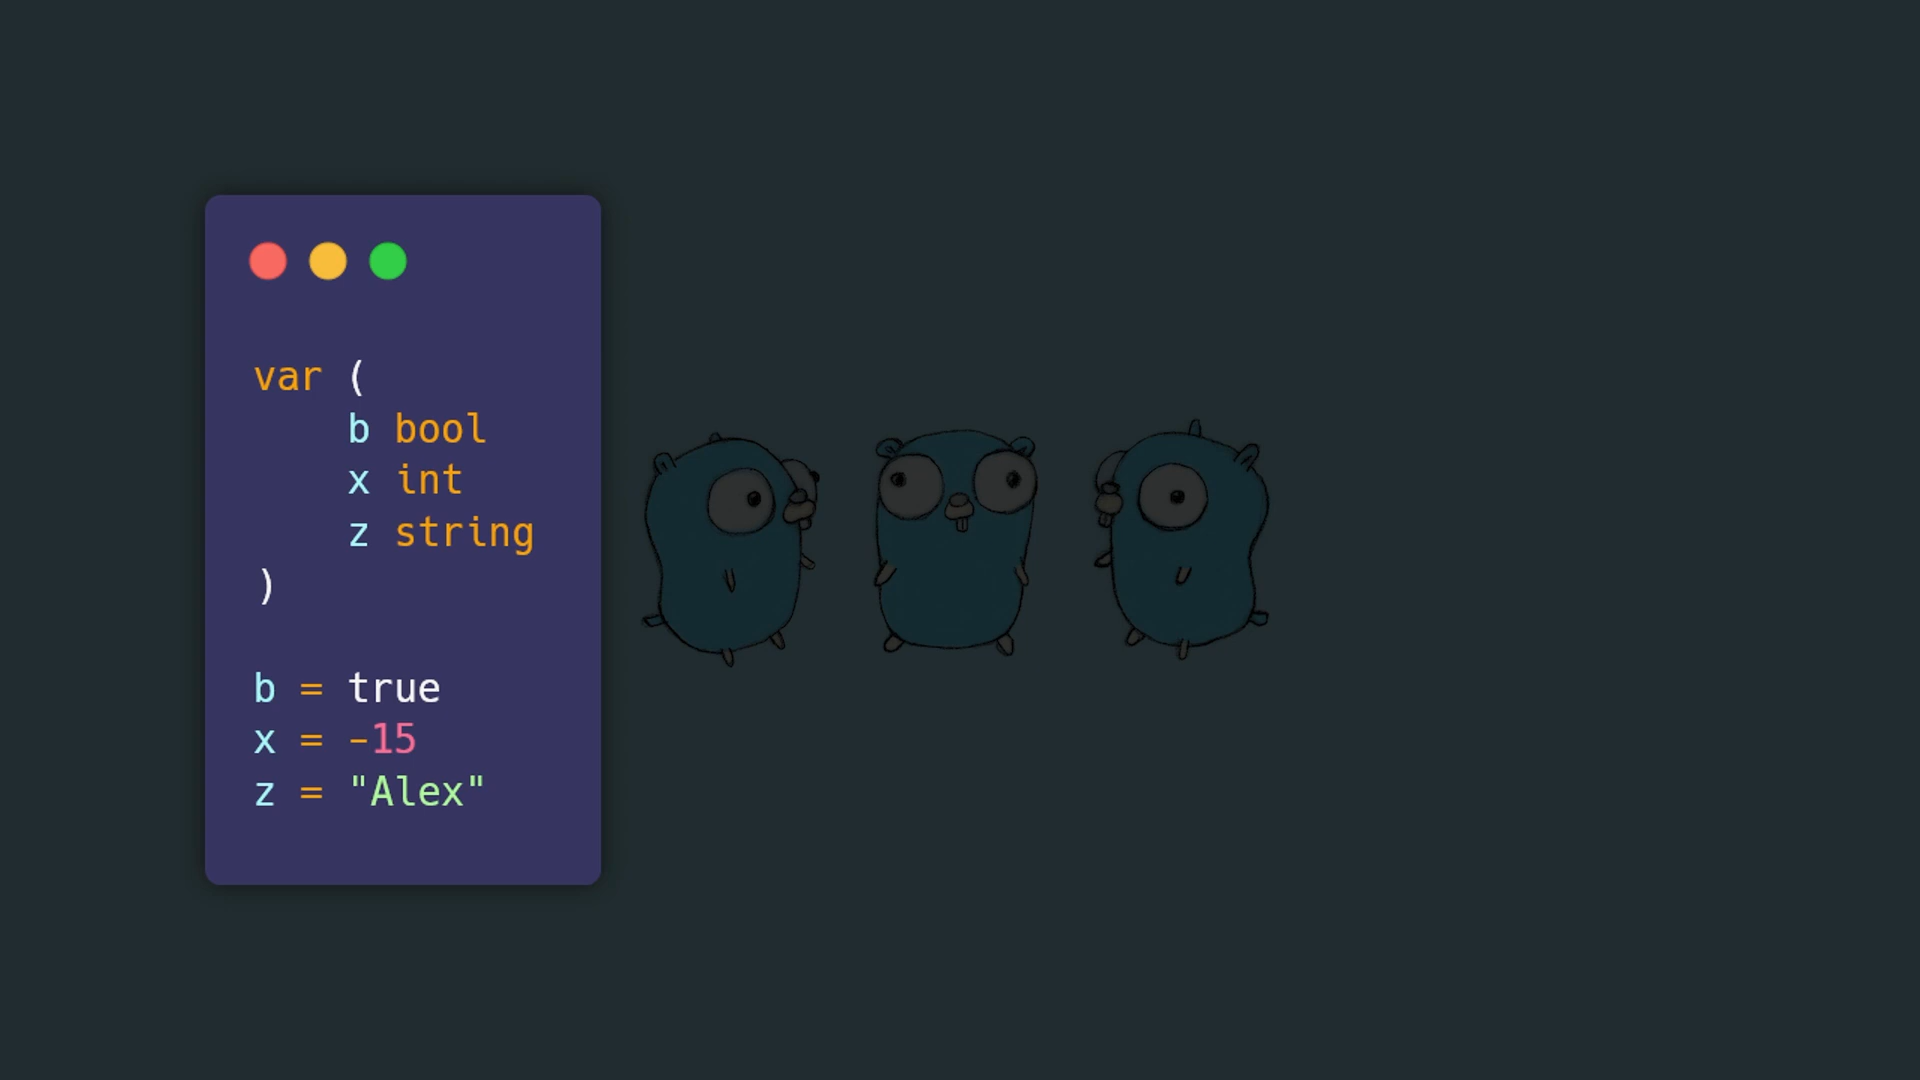 var (
    b bool
    x int
    z string
)
b = true
x = -15
z = "Alex"